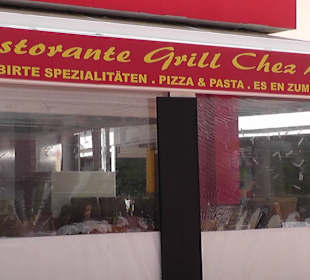 storante Grill Chez
BIRTE SPEZIALITÄTEN . PIZZA & PASTA . ES EN ZUM